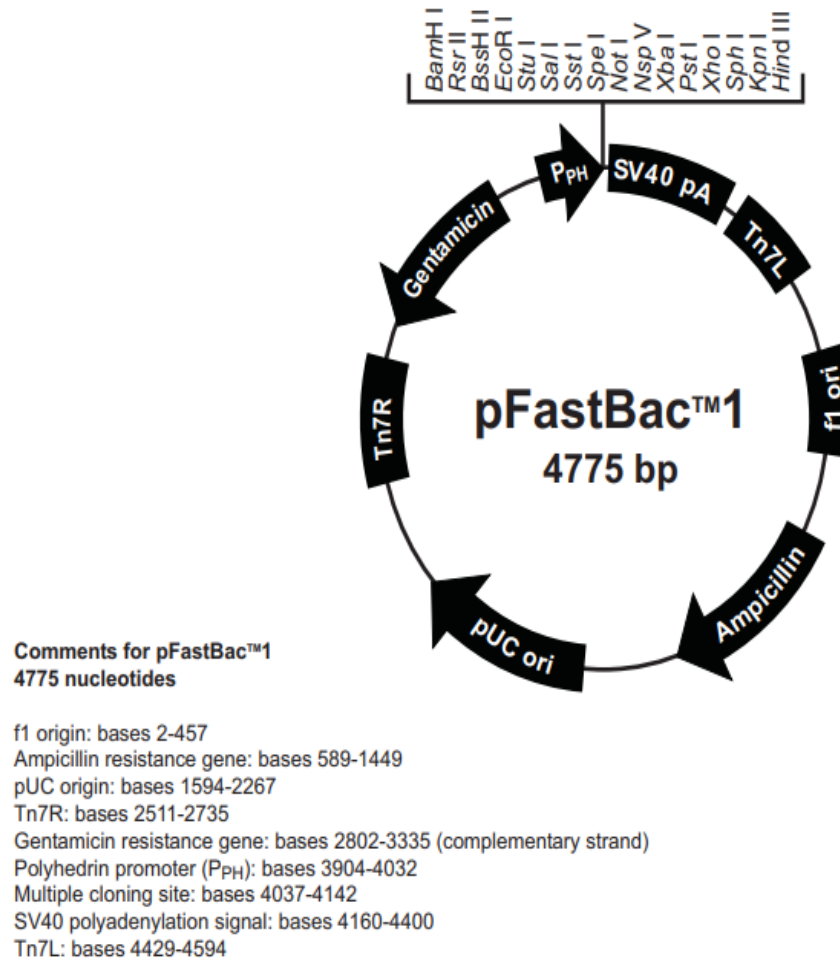 BamH I
Rsr II
BssH II
EcoR I
Stu I
Sal I
Sst I
Spe I
Not I
Nsp V
Xba I
Pst I
Xho I
Sph I
Kpn I
Hind III
PPH
SV40 pA
Tn7L
Gentamicin
f1 ori
Tn7R
pFastBac™1
4775 bp
Ampicillin
pUC ori
Comments for pFastBac™1
4775 nucleotides
f1 origin: bases 2-457
Ampicillin resistance gene: bases 589-1449
pUC origin: bases 1594-2267
Tn7R: bases 2511-2735
Gentamicin resistance gene: bases 2802-3335 (complementary strand)
Polyhedrin promoter (PPH): bases 3904-4032
Multiple cloning site: bases 4037-4142
SV40 polyadenylation signal: bases 4160-4400
Tn7L: bases 4429-4594